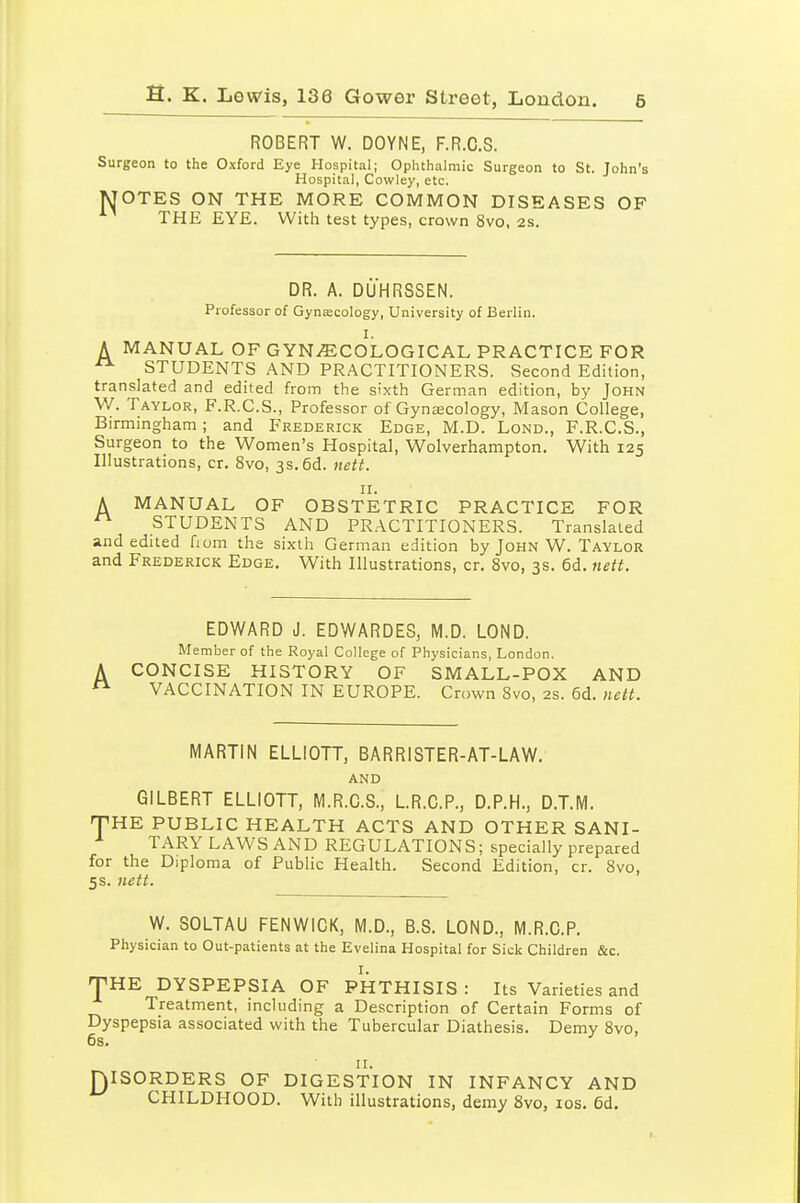 H. K. Lewis, 136 Gower Street, London. 5
ROBERT W. DOYNE, F.R.C.S.
Surgeon to the Oxford Eye Hospital; Ophthalmic Surgeon to St. John's
Hospital, Cowley, etc.
NOTES ON THE MORE COMMON DISEASES OF
THE EYE. With test types, crown 8vo, 2s.
DR. A. DÜHRSSEN.
Professor of Gynæcology, University of Berlin.
I.
A MANUAL OF GYNÆCOLOGICAL PRACTICE FOR
STUDENTS AND PRACTITIONERS. Second Edition,
translated and edited from the sixth German edition, by John
W. Taylor, F.R.C.S., Professor of Gynæcology, Mason College,
Birmingham; and Frederick Edge, M.D. Lond., F.R.C.S.,
Surgeon to the Women's Hospital, Wolverhampton. With 125
Illustrations, cr. 8vo, 3s. 6d. nett.
II.
A MANUAL OF OBSTETRIC PRACTICE FOR
STUDENTS AND PRACTITIONERS. Translated
and edited from the sixth German edition by John W. Taylor
and Frederick Edge. With Illustrations, cr. 8vo, 3s. 6d. nett.
EDWARD J. EDWARDES, M.D. LOND.
Member of the Royal College of Physicians, London.
A CONCISE HISTORY OF SMALL-POX AND
VACCINATION IN EUROPE. Crown 8vo, 2s. 6d. nett.
MARTIN ELLIOTT, BARRISTER-AT-LAW.
AND
GILBERT ELLIOTT, M.R.C.S., L.R.C.P., D.P.H., D.T.M.
THE PUBLIC HEALTH ACTS AND OTHER SANI-
TARY LAWS AND REGULATIONS; specially prepared
for the Diploma of Public Health. Second Edition, cr. 8vo,
5s. nett.
W. SOLTAU FENWICK, M.D., B.S. LOND., M.R.C.P.
Physician to Out-patients at the Evelina Hospital for Sick Children &c.
I.
THE DYSPEPSIA OF PHTHISIS: Its Varieties and
Treatment, including a Description of Certain Forms of
Dyspepsia associated with the Tubercular Diathesis. Demy 8vo,
6s.
II.
DISORDERS OF DIGESTION IN INFANCY AND
CHILDHOOD. With illustrations, demy 8vo, 10s. 6d.